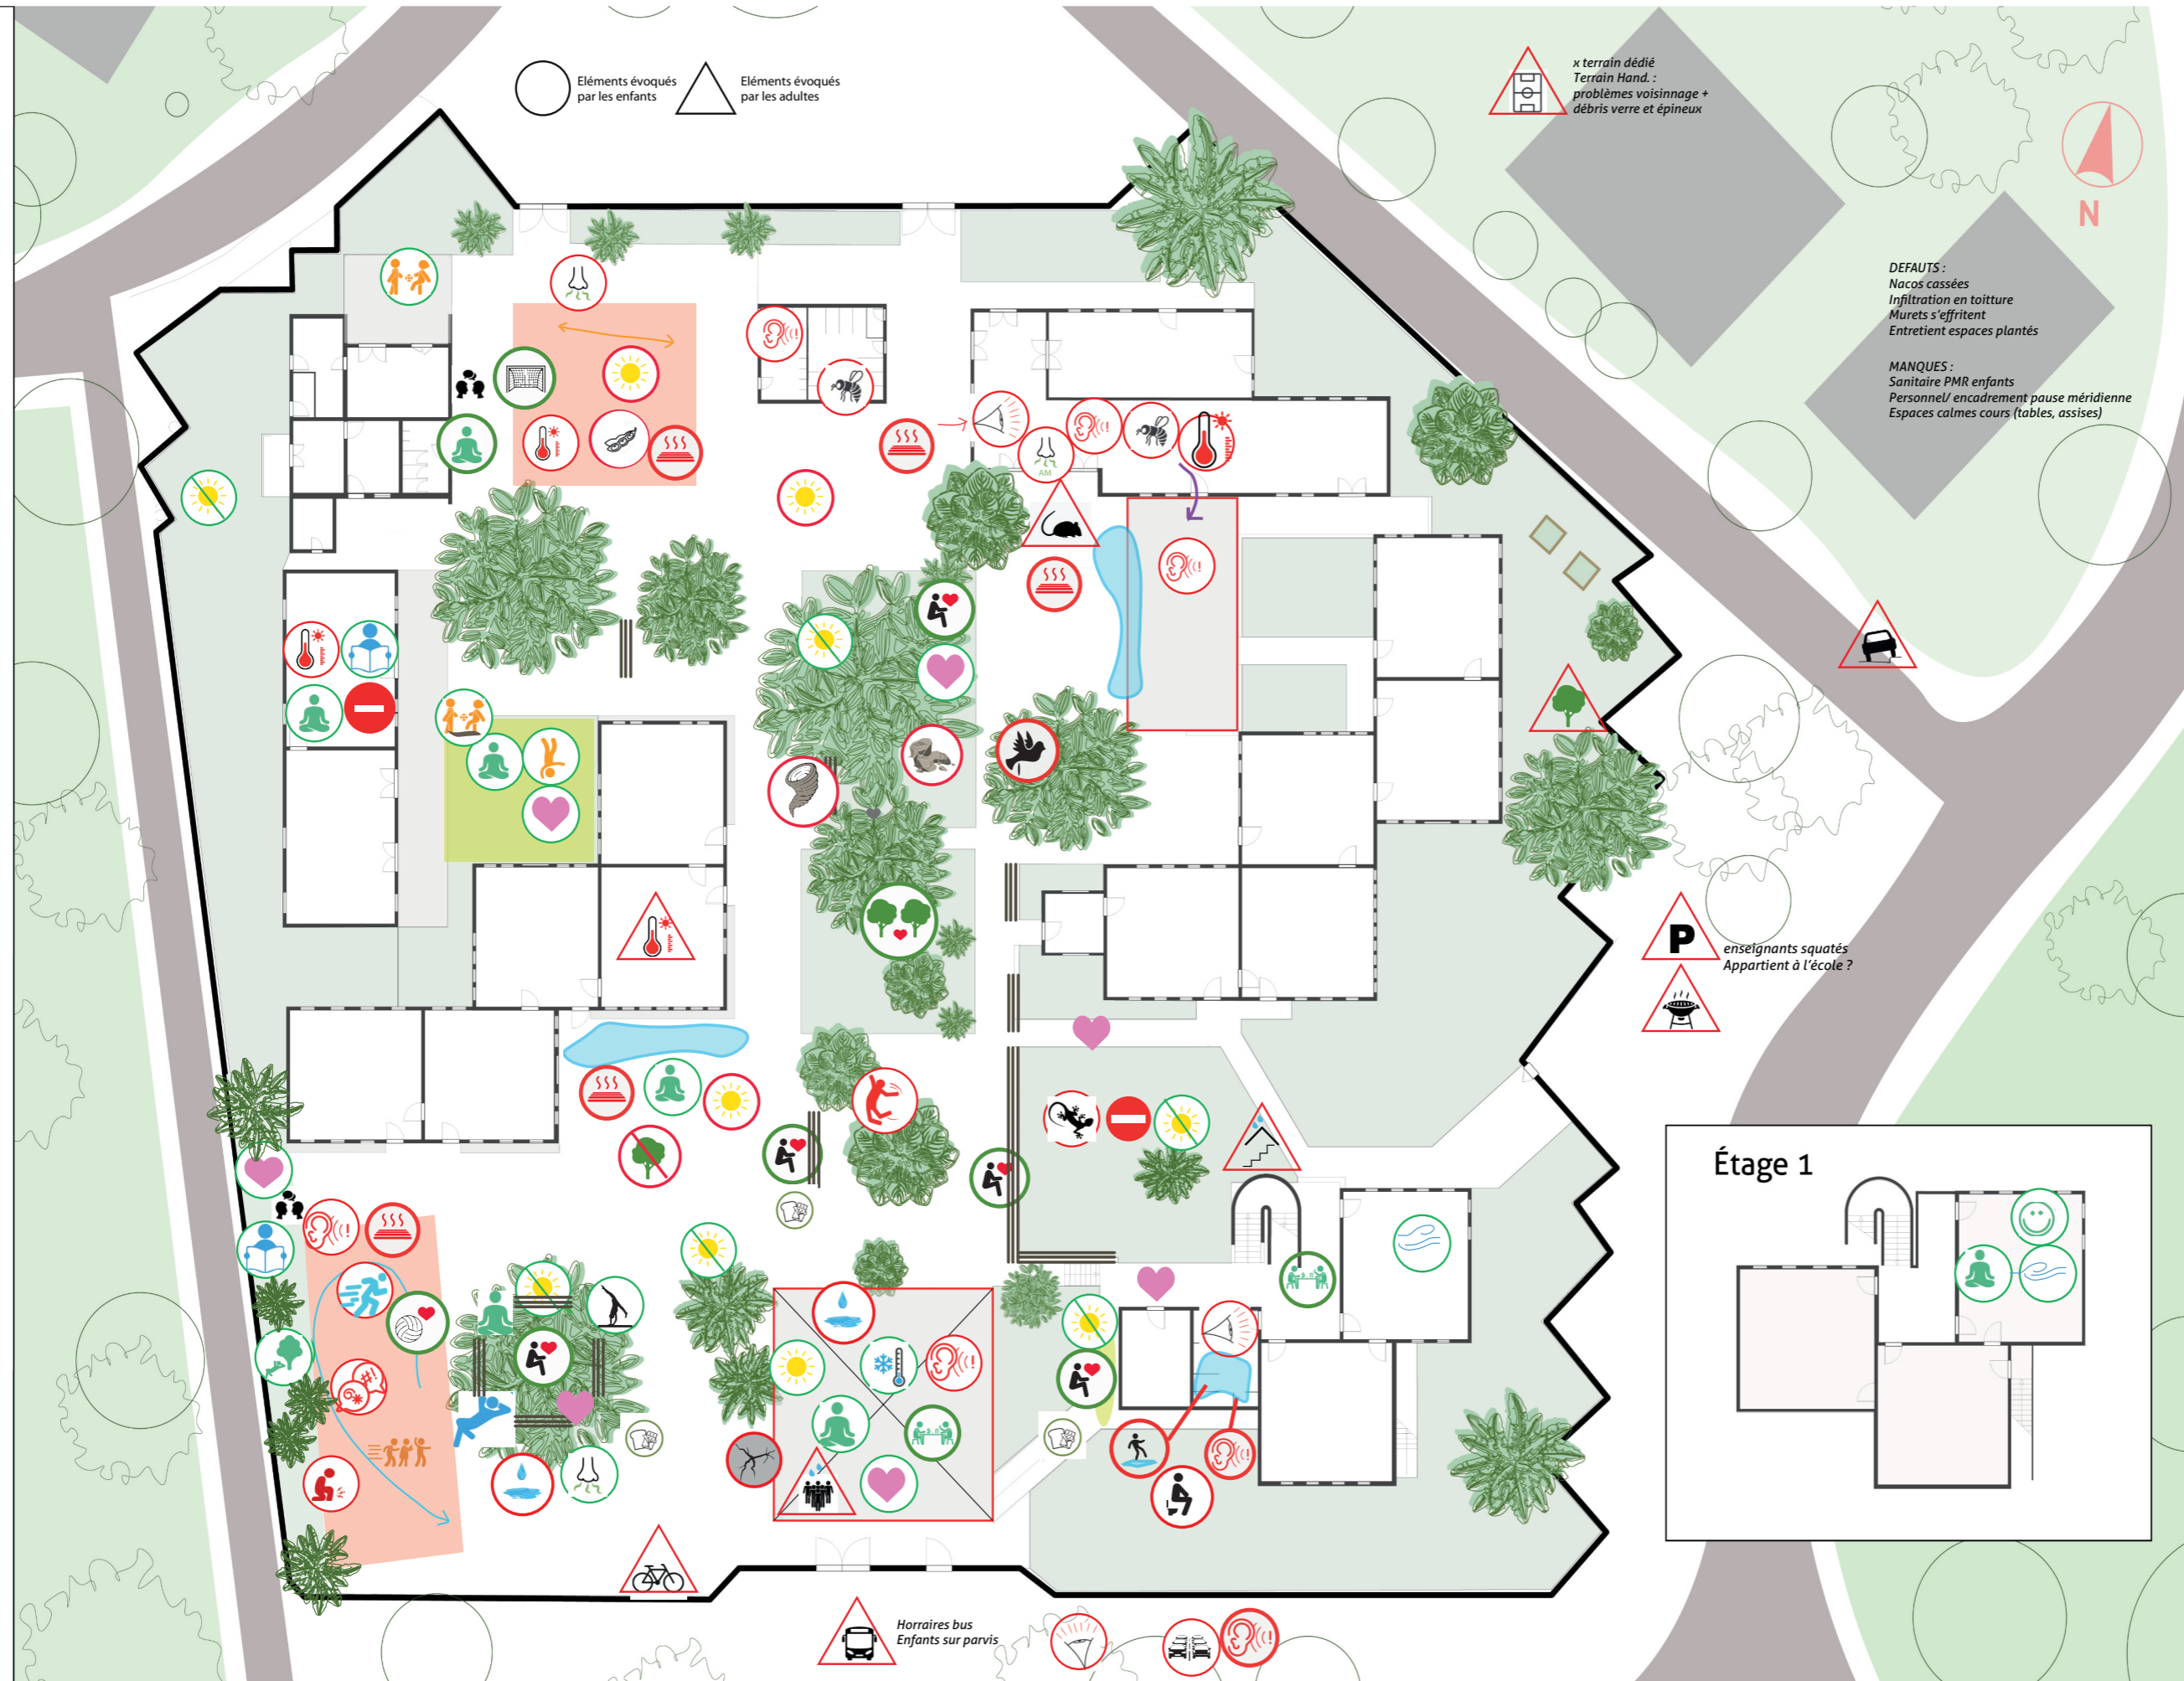 Eléments évoqués
par les enfants
Eléments évoqués
par les adultes
x terrain dédié
Terrain Hand. :
problèmes voisinnage +
débris verre et épineux
N
DEFAUTS :
Nacos cassées
Infiltration en toitture
Murets s'effritent
Entretient espaces plantés
MANQUES :
Sanitaire PMR enfants
Personnel/ encadrement pause méridienne
Espaces calmes cours (tables, assises)
AM
P
enseignants squatés
Appartient à l'école ?
Étage 1
Horraires bus
Enfants sur parvis